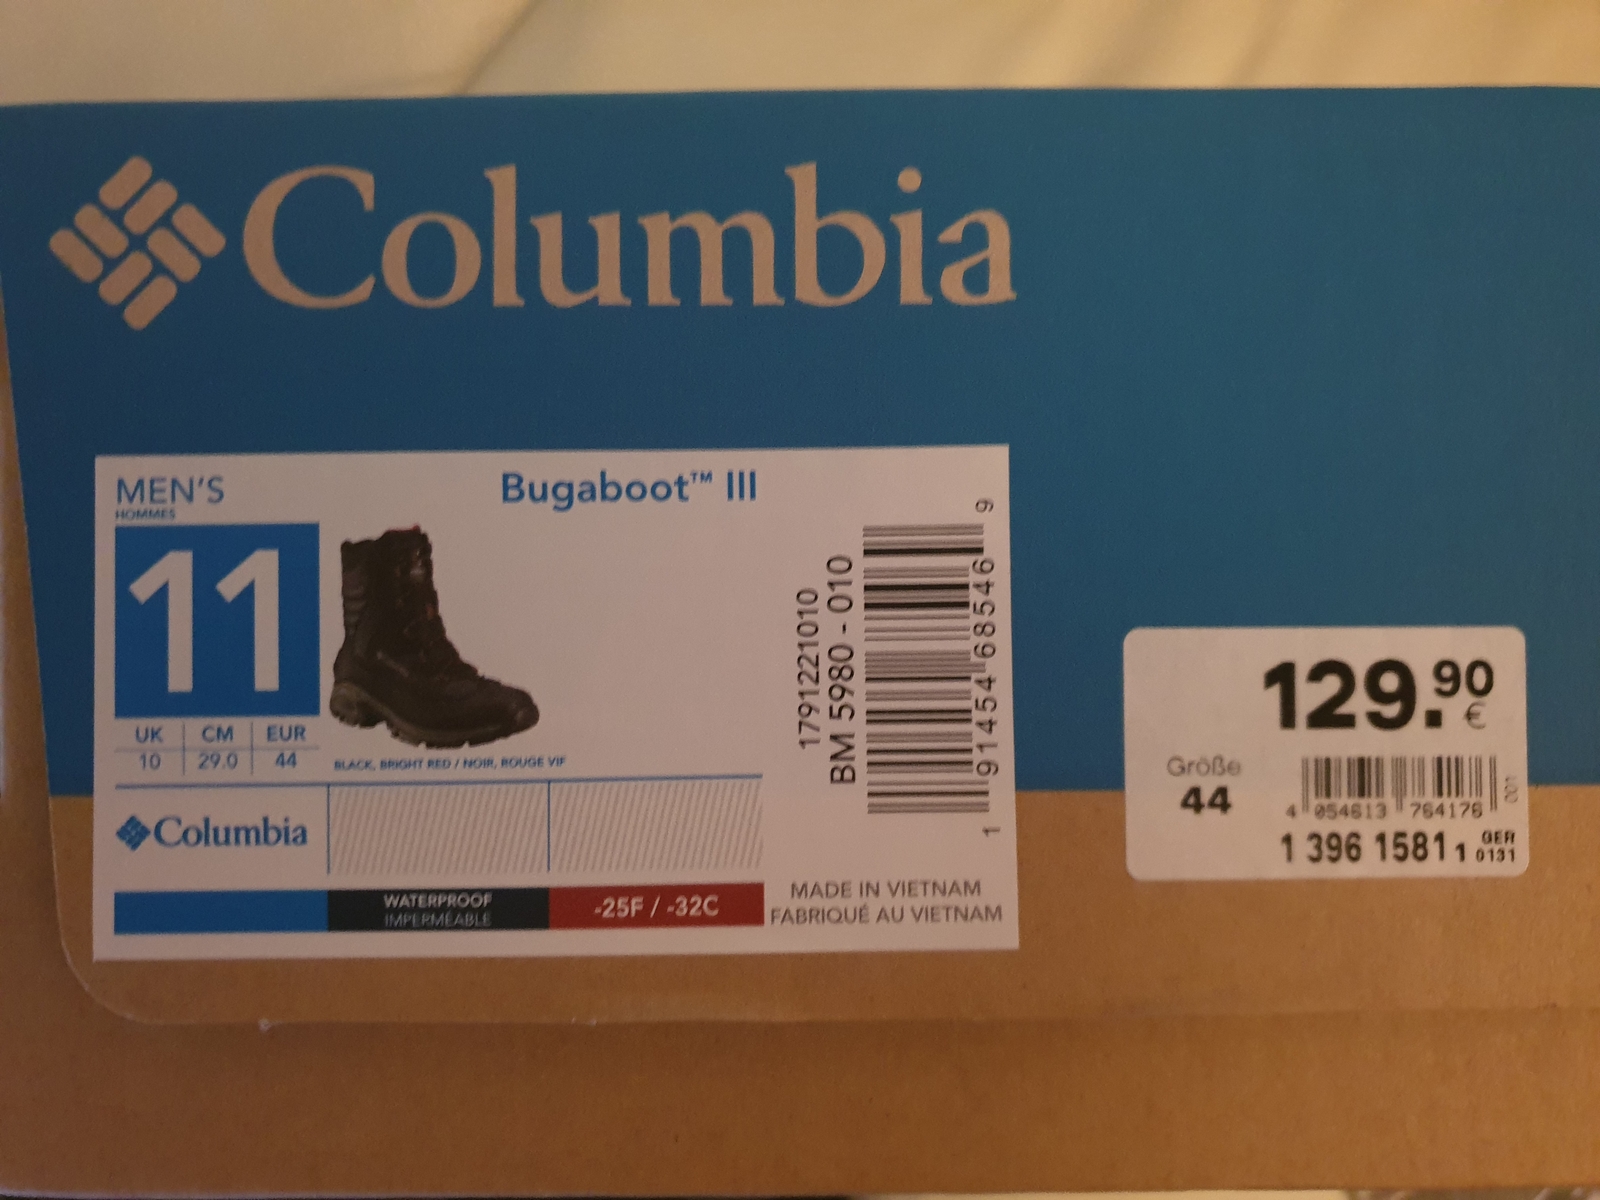 Columbia
MEN'S
HOMMES
Bugaboot™ III
11
UK CM EUR
10 29.0 44
BLACK, BRIGHT RED / NOIR, ROUGE VIF
Columbia
WATERPROOF
IMPERMÉABLE
-25F / -32C
1791221010
BM 5980 - 010
1 91454 68546 9
MADE IN VIETNAM
FABRIQUÉ AU VIETNAM
129.90
€
Größe
44
4 054613 764176
001
1 396 1581 1 GER
0131